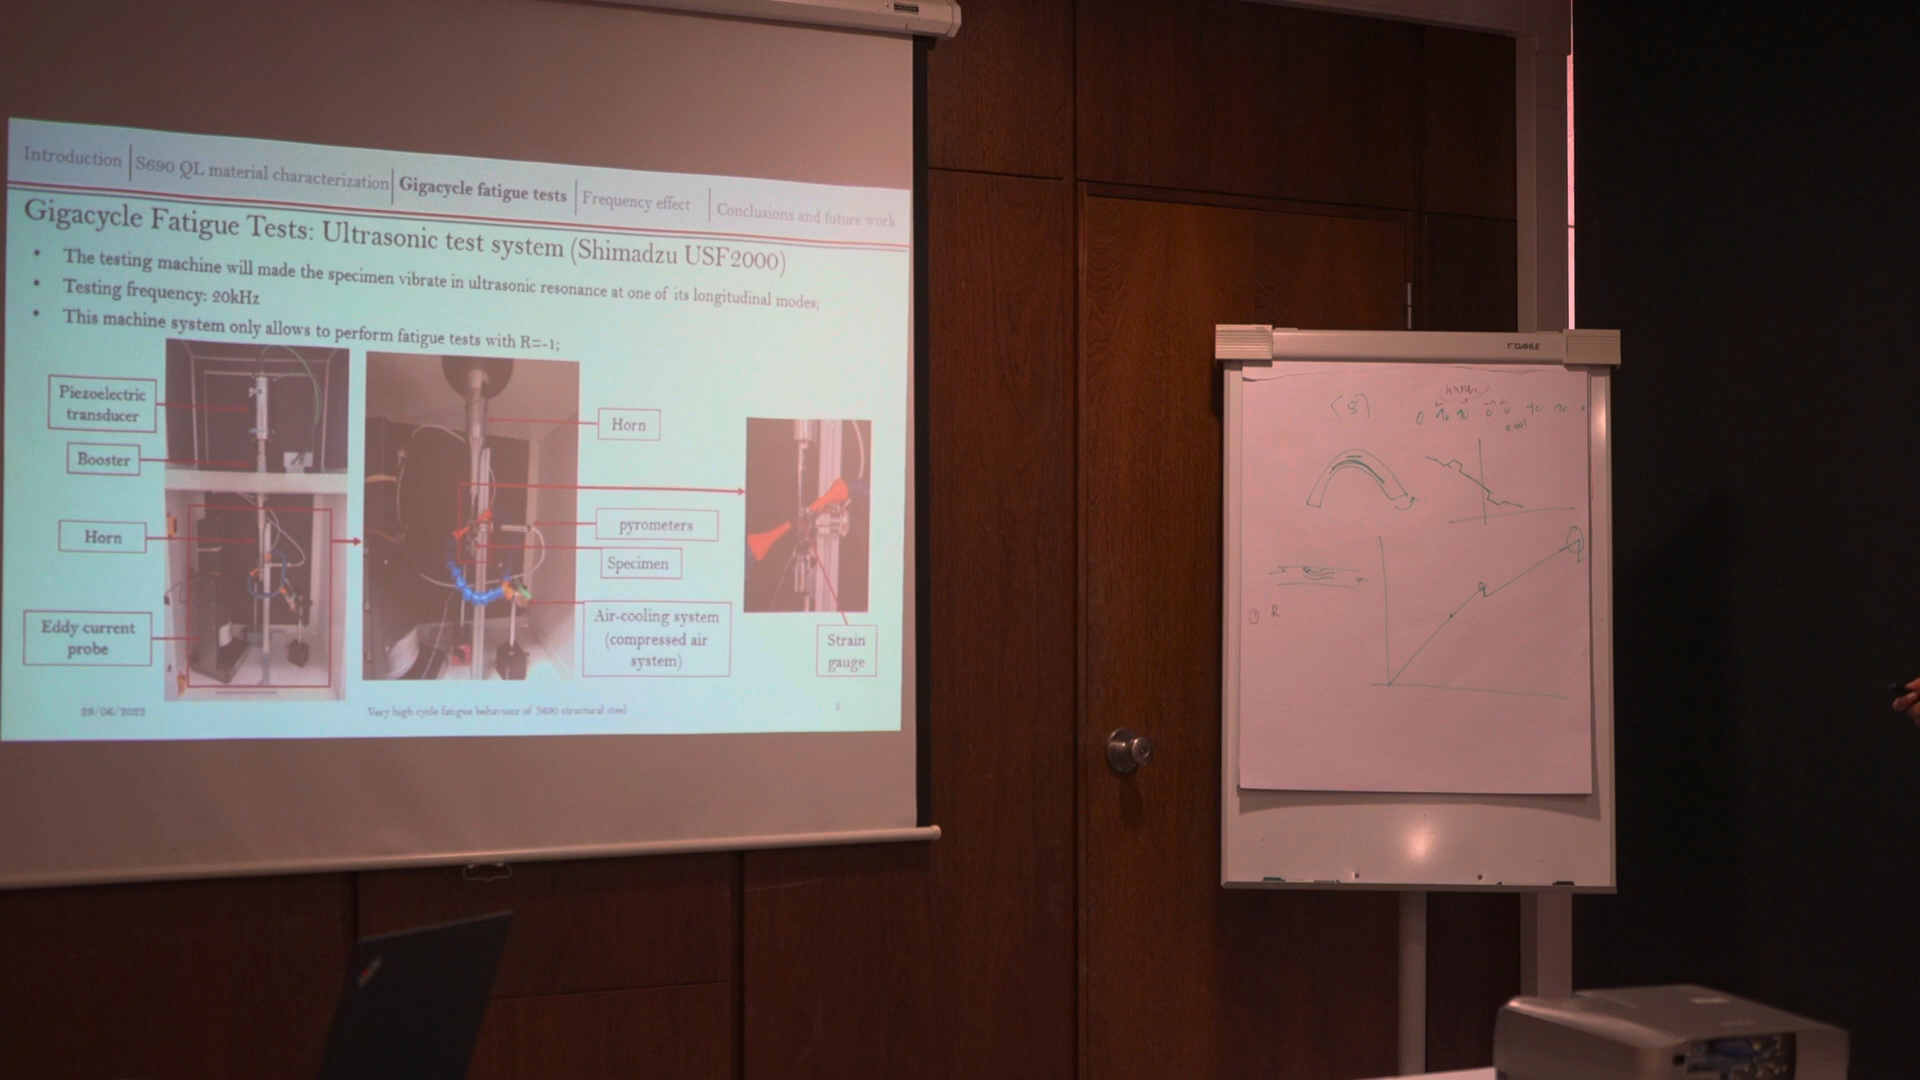 Introduction
S690 QL material characterization
Gigacycle fatigue tests
Frequency effect
Conclusions and future work
Gigacycle Fatigue Tests: Ultrasonic test system (Shimadzu USF2000)
• The testing machine will made the specimen vibrate in ultrasonic resonance at one of its longitudinal modes;
• Testing frequency: 20kHz
• This machine system only allows to perform fatigue tests with R=-1;
Piezoelectric
transducer
Booster
Horn
Eddy current
probe
Horn
pyrometers
Specimen
Air-cooling system
(compressed air
system)
Strain
gauge
29/06/2022
Very high cycle fatigue behaviour of S690 structural steel
DAHLE
[8]
R